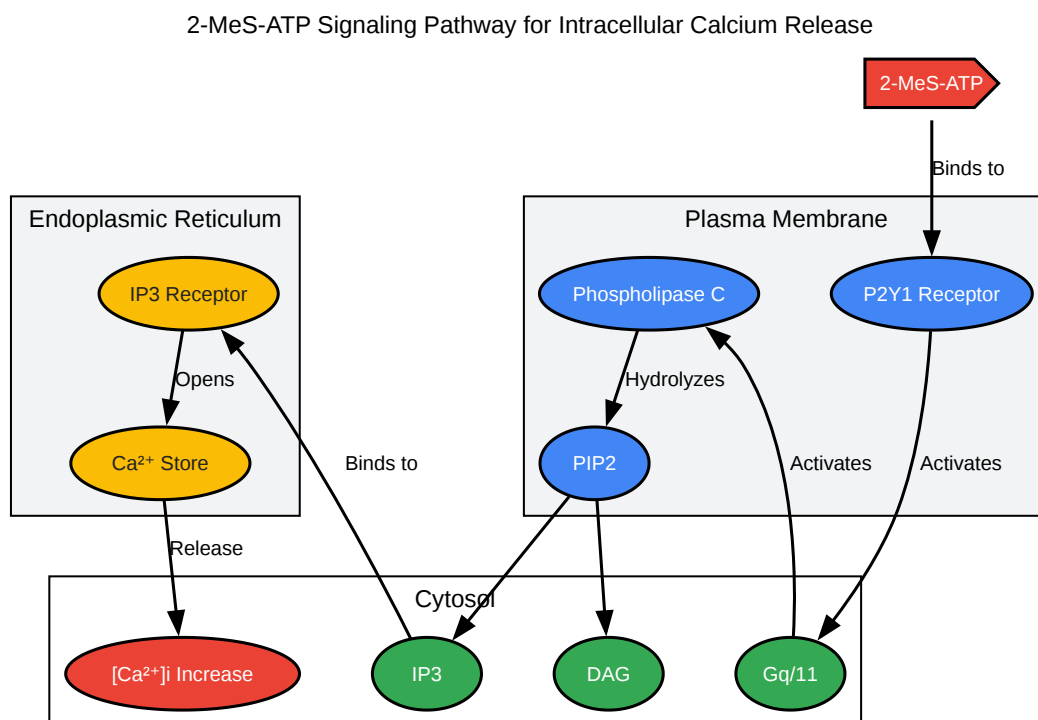 2-MeS-ATP Signaling Pathway for Intracellular Calcium Release
2-MeS-ATP
Binds to
Endoplasmic Reticulum
Plasma Membrane
IP3 Receptor
Phospholipase C
P2Y1 Receptor
Opens
Hydrolyzes
Ca²⁺ Store
Binds to
PIP2
Activates
Activates
Release
Cytosol
[Ca²⁺]i Increase
IP3
DAG
Gq/11